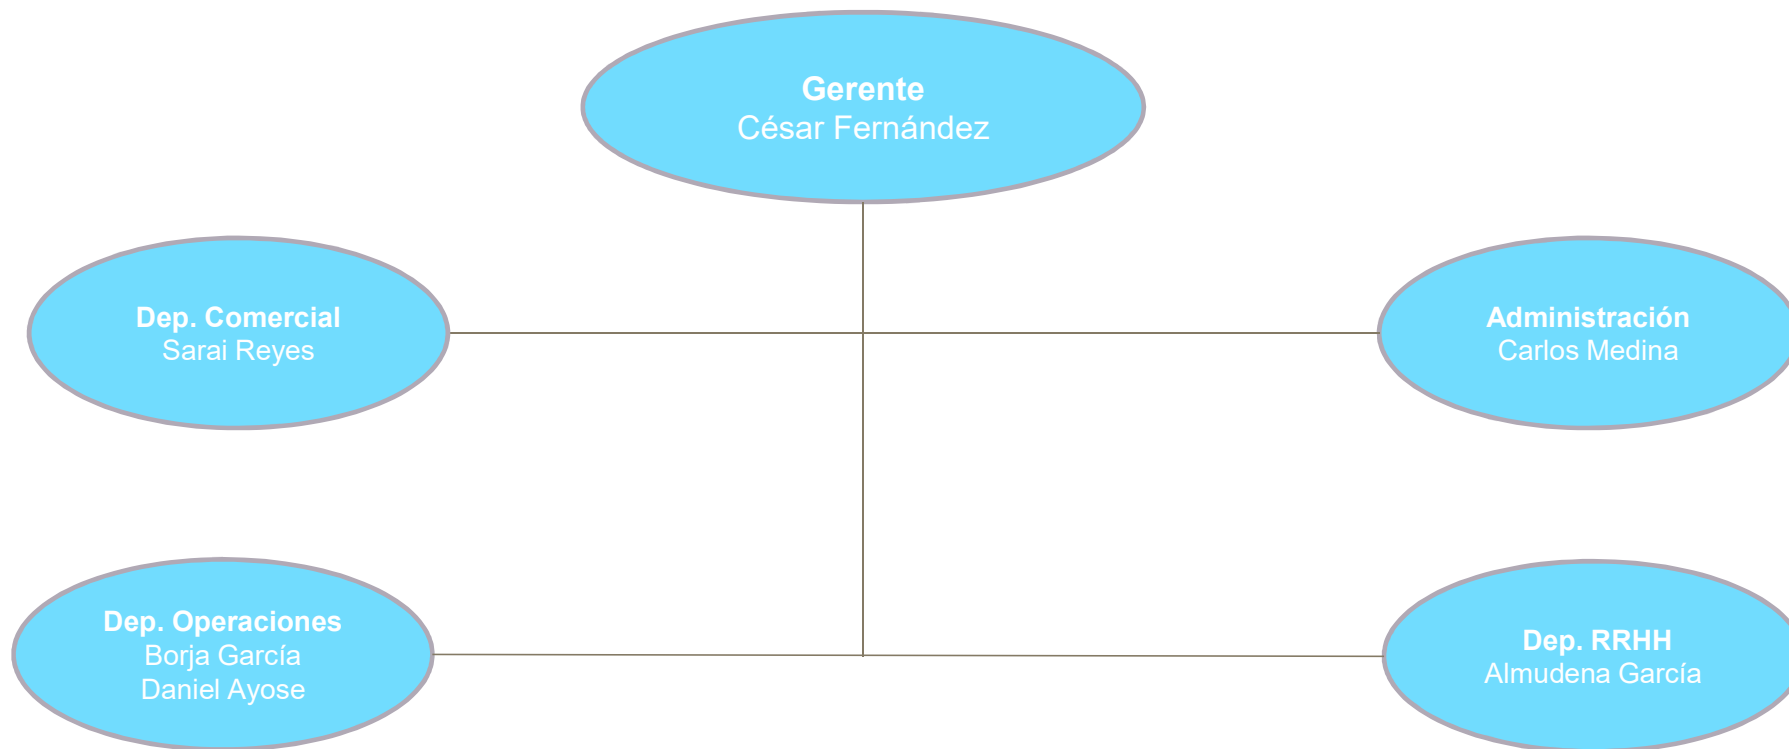 Gerente
César Fernández
Dep. Comercial
Sarai Reyes
Administración
Carlos Medina
Dep. Operaciones
Borja García
Daniel Ayose
Dep. RRHH
Almudena García